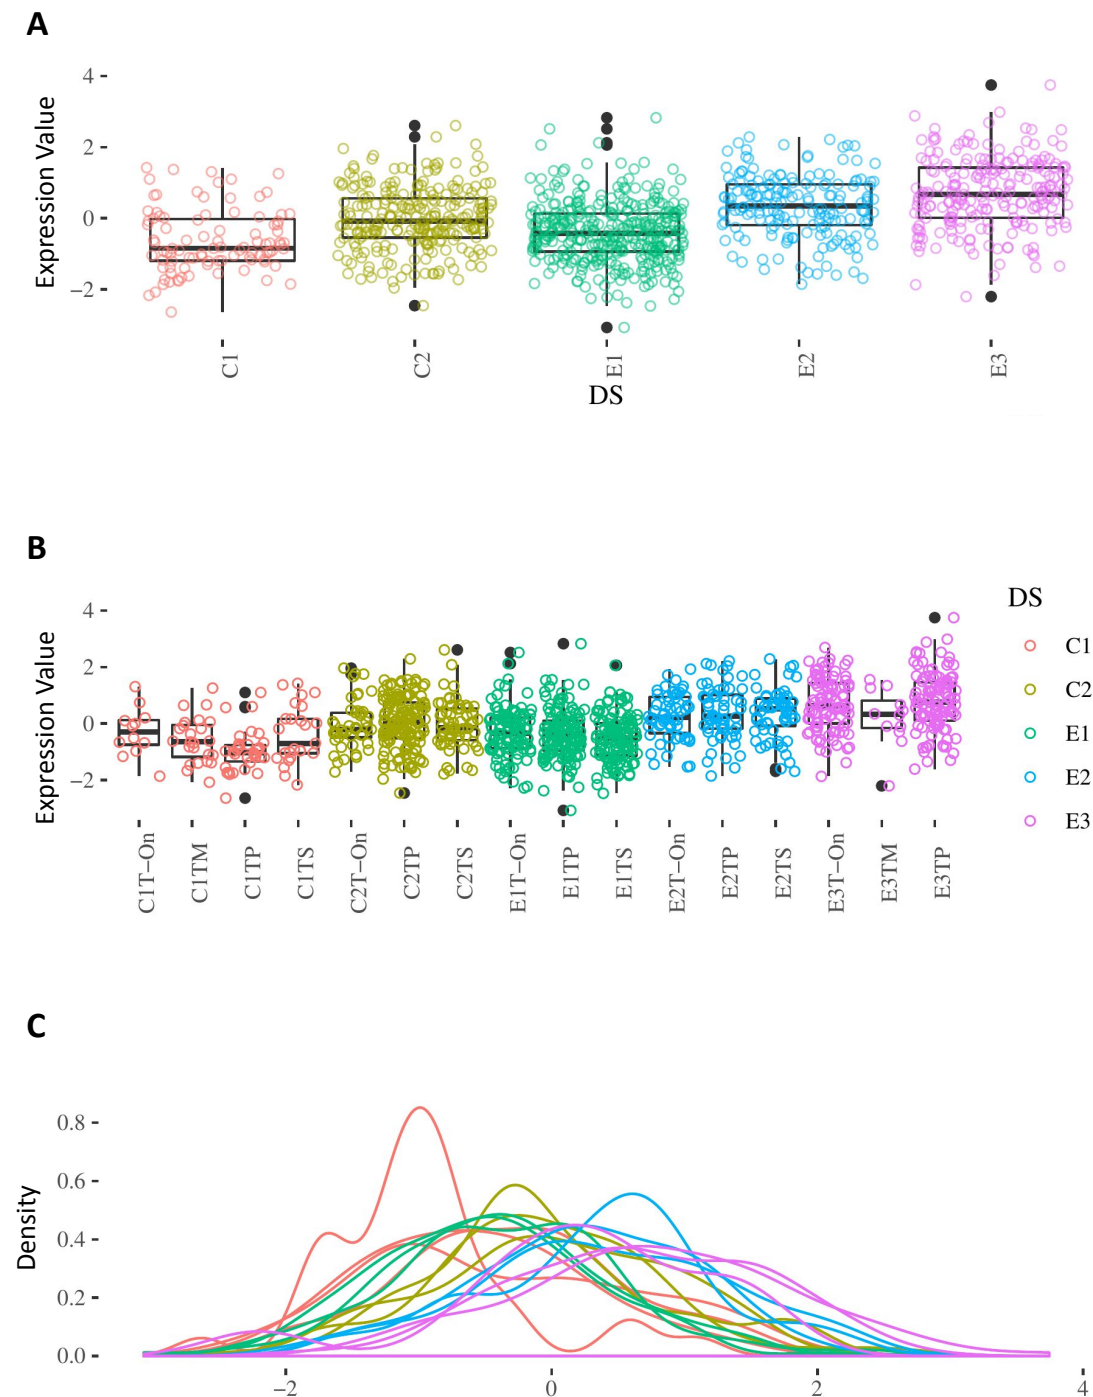 A
Expression Value
4
2
0
−2
C1
C2
E1
E2
E3
DS
B
Expression Value
4
2
0
−2
C1T−On
C1TM
C1TP
C1TS
C2T−On
C2TP
C2TS
E1T−On
E1TP
E1TS
E2T−On
E2TP
E2TS
E3T−On
E3TM
E3TP
DS
C1
C2
E1
E2
E3
C
Density
0.8
0.6
0.4
0.2
0.0
−2
0
2
4